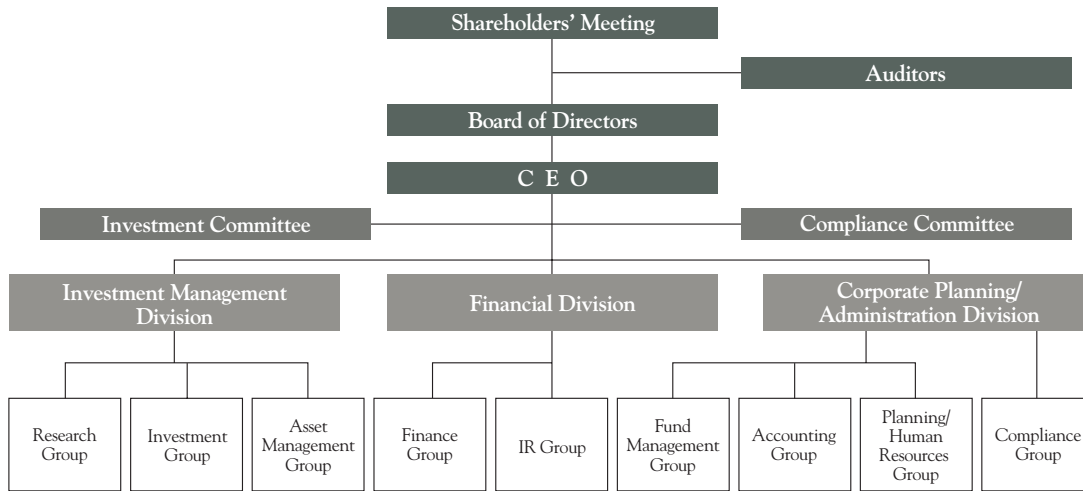 Shareholders’ Meeting
Auditors
Board of Directors
C E O
Investment Committee
Compliance Committee
Investment Management
Division
Financial Division
Corporate Planning/
Administration Division
Research
Group
Investment
Group
Asset
Management
Group
Finance
Group
IR Group
Fund
Management
Group
Accounting
Group
Planning/
Human
Resources
Group
Compliance
Group